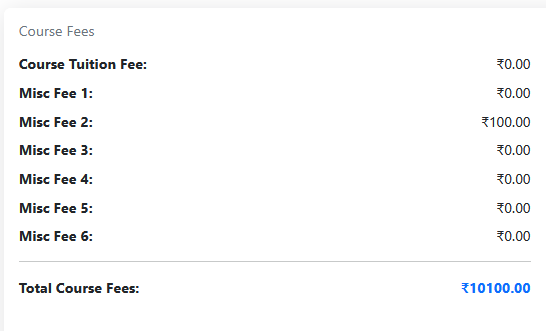 Course Fees
Course Tuition Fee: ₹0.00
Misc Fee 1: ₹0.00
Misc Fee 2: ₹100.00
Misc Fee 3: ₹0.00
Misc Fee 4: ₹0.00
Misc Fee 5: ₹0.00
Misc Fee 6: ₹0.00
Total Course Fees: ₹10100.00